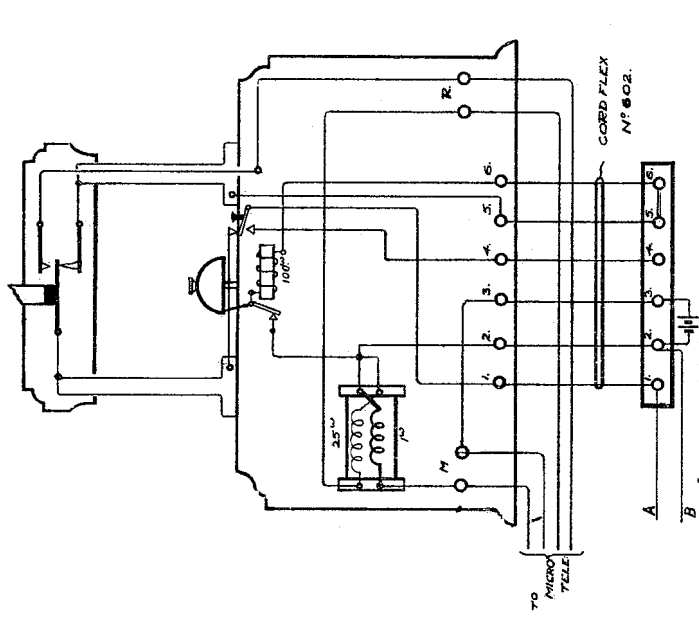 CORD FLEX
Nº 602.
R.
6.
5.
4.
3.
2.
1.
M
100ω
25ω
1ω
6.
5.
4.
3.
2.
1.
A
B
TO
MICRO
TELE.